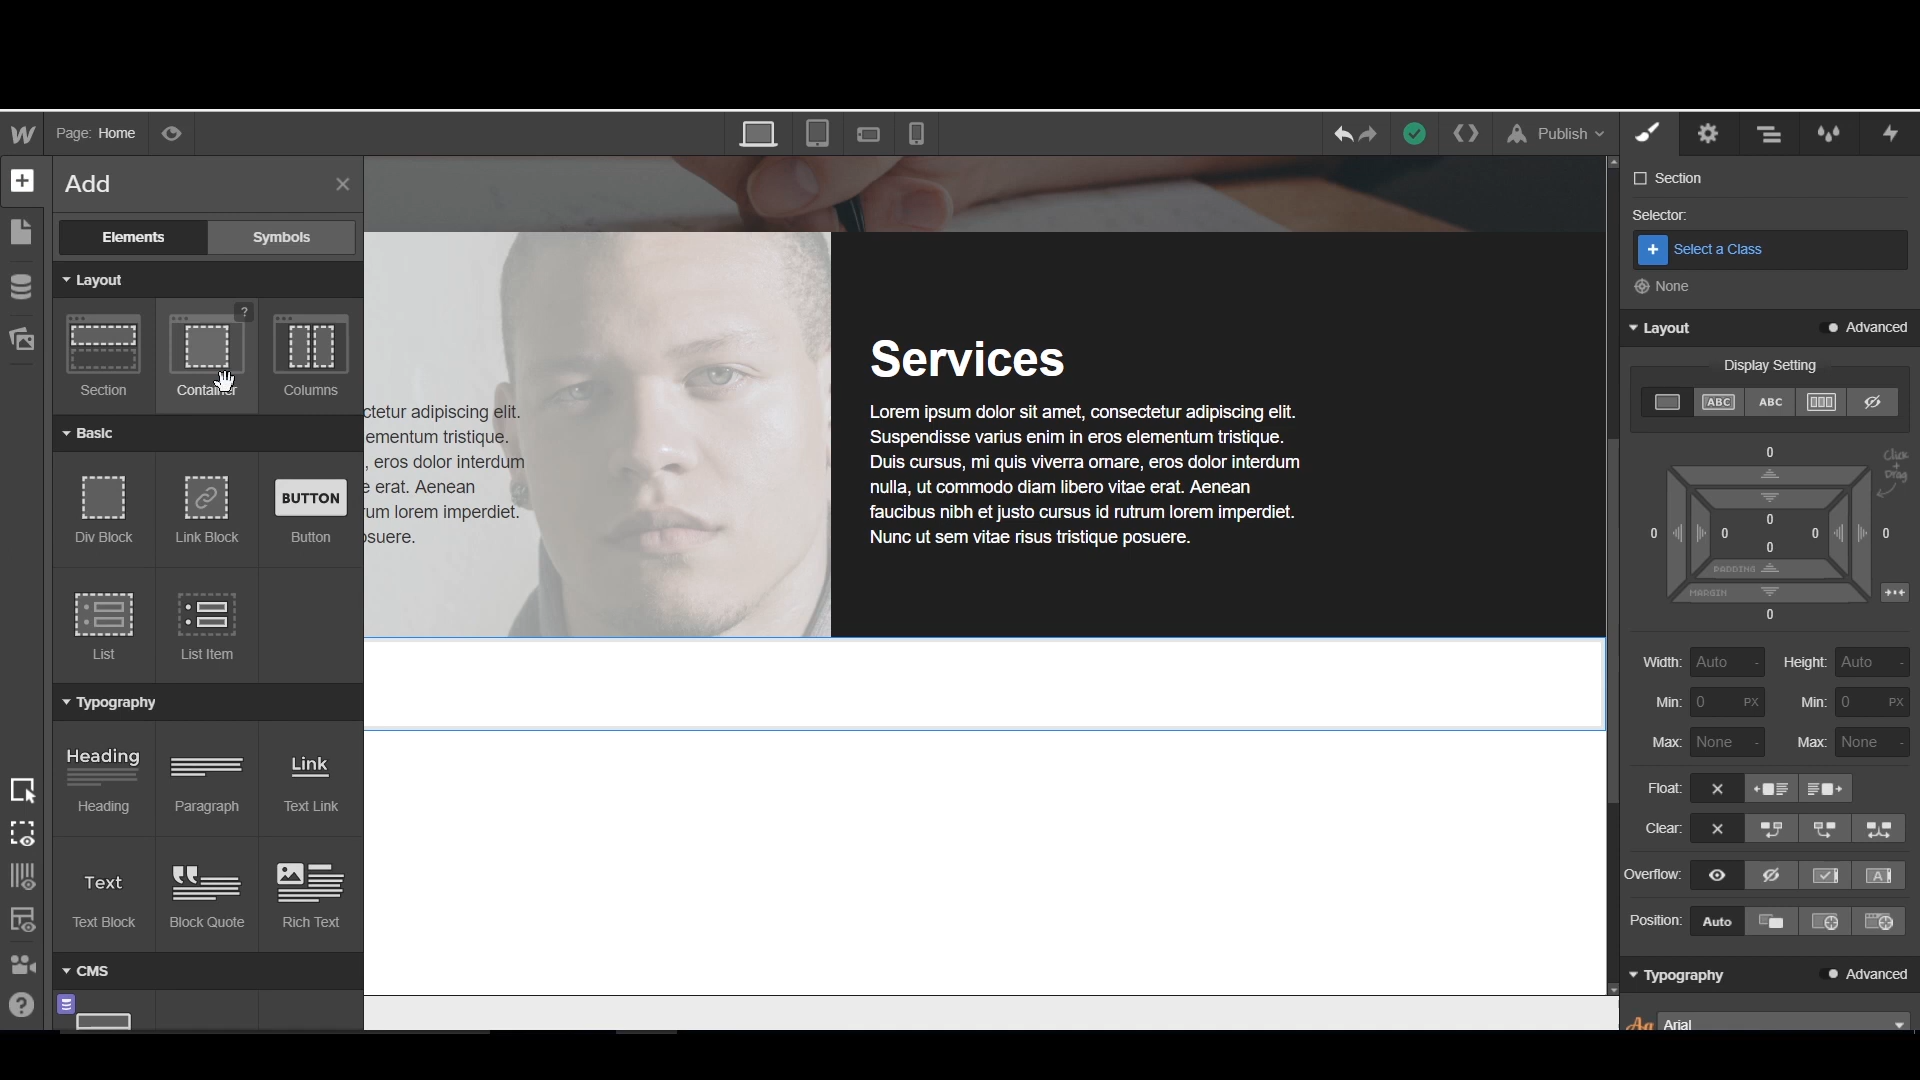 Page: Home
Publish
Add
Elements
Symbols
Layout
?
Section
Container
Columns
Basic
BUTTON
Div Block
Link Block
Button
List
List Item
Typography
Heading
Link
Heading
Paragraph
Text Link
Text
Text Block
Block Quote
Rich Text
CMS
ctetur adipiscing elit.
ementum tristique.
, eros dolor interdum
e erat. Aenean
rum lorem imperdiet.
osuere.
Services
Lorem ipsum dolor sit amet, consectetur adipiscing elit.
Suspendisse varius enim in eros elementum tristique.
Duis cursus, mi quis viverra ornare, eros dolor interdum
nulla, ut commodo diam libero vitae erat. Aenean
faucibus nibh et justo cursus id rutrum lorem imperdiet.
Nunc ut sem vitae risus tristique posuere.
Section
Selector:
+ Select a Class
None
Layout
Advanced
Display Setting
ABC
ABC
0
Click
+
Drag
0
0
0
0
0
0
PADDING
MARGIN
0
Width: Auto -
Height: Auto -
Min: 0 PX
Min: 0 PX
Max: None -
Max: None -
Float:
Clear:
Overflow:
A
Position: Auto
Typography
Advanced
Aa Arial